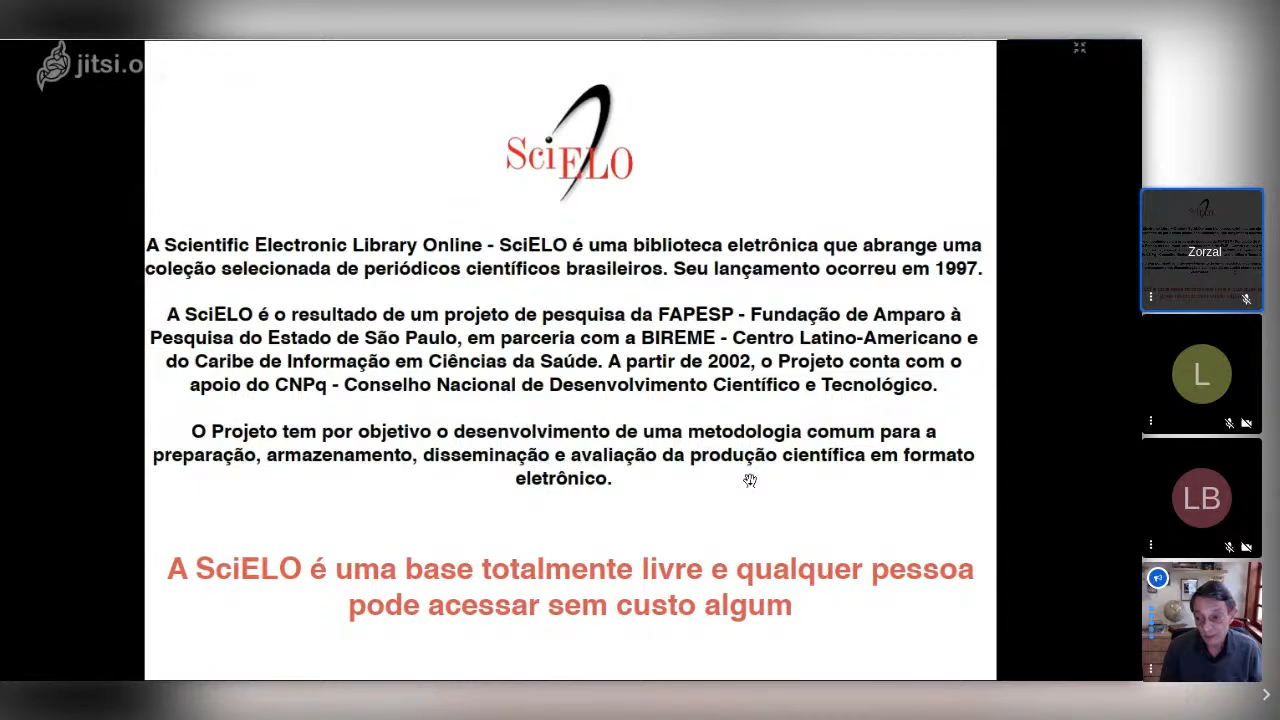 jitsi.o
SciELO
A Scientific Electronic Library Online - SciELO é uma biblioteca eletrônica que abrange uma
coleção selecionada de periódicos científicos brasileiros. Seu lançamento ocorreu em 1997.
A SciELO é o resultado de um projeto de pesquisa da FAPESP - Fundação de Amparo à
Pesquisa do Estado de São Paulo, em parceria com a BIREME - Centro Latino-Americano e
do Caribe de Informação em Ciências da Saúde. A partir de 2002, o Projeto conta com o
apoio do CNPq - Conselho Nacional de Desenvolvimento Científico e Tecnológico.
O Projeto tem por objetivo o desenvolvimento de uma metodologia comum para a
preparação, armazenamento, disseminação e avaliação da produção científica em formato
eletrônico.
A SciELO é uma base totalmente livre e qualquer pessoa
pode acessar sem custo algum
Zorzal
L
LB